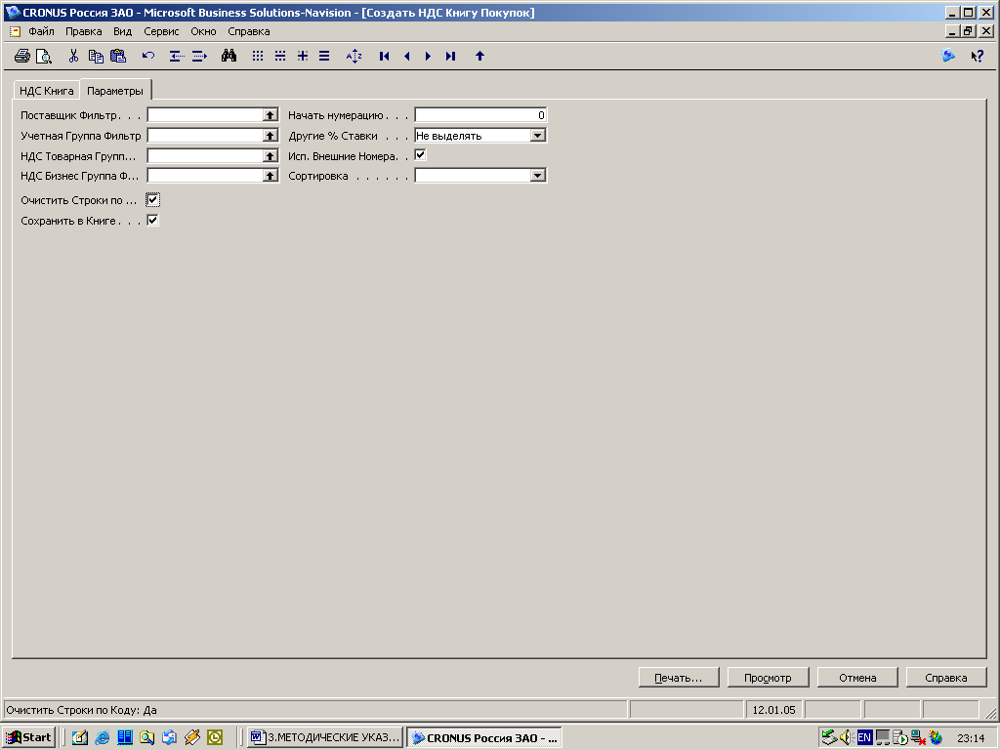 CRONUS Россия ЗАО - Microsoft Business Solutions-Navision - [Создать НДС Книгу Покупок]
Файл Правка Вид Сервис Окно Справка
НДС Книга Параметры
Поставщик Фильтр . . . Начать нумерацию . . . 0
Учетная Группа Фильтр Другие % Ставки . . . Не выделять
НДС Товарная Групп... Исп. Внешние Номера. .
НДС Бизнес Группа Ф... Сортировка . . . . . .
Очистить Строки по ...
Сохранить в Книге . . .
Печать... Просмотр Отмена Справка
Очистить Строки по Коду: Да 12.01.05
Start 3.МЕТОДИЧЕСКИЕ УКАЗ... CRONUS Россия ЗАО - ... EN 23:14